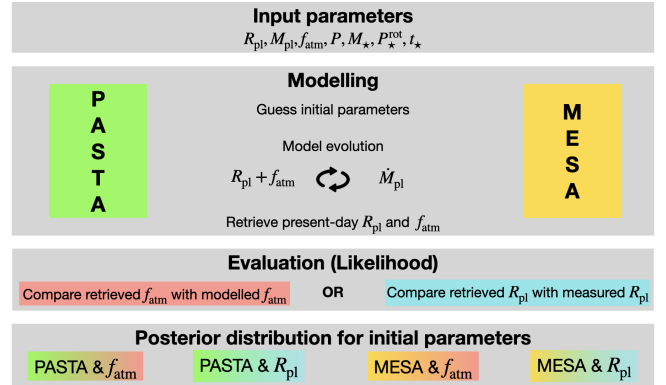 Input parameters
R_pl, M_pl, f_atm, P, M_⋆, P_⋆^rot, t_⋆
Modelling
P
A
S
T
A
Guess initial parameters
Model evolution
R_pl + f_atm
Ṁ_pl
Retrieve present-day R_pl and f_atm
M
E
S
A
Evaluation (Likelihood)
Compare retrieved f_atm with modelled f_atm
OR
Compare retrieved R_pl with measured R_pl
Posterior distribution for initial parameters
PASTA & f_atm
PASTA & R_pl
MESA & f_atm
MESA & R_pl